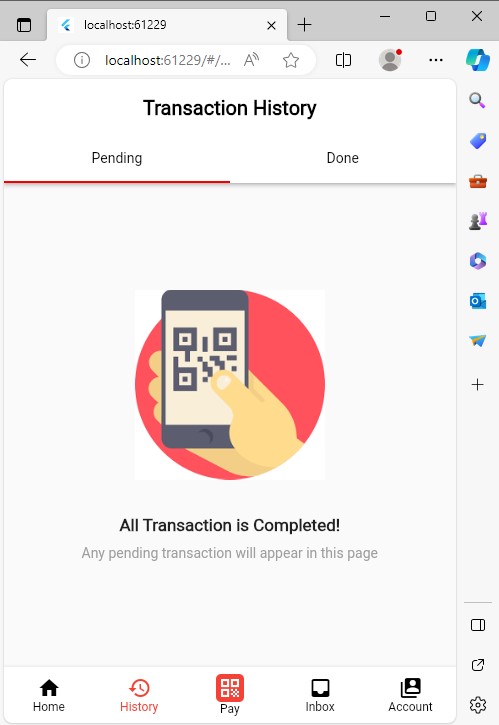 localhost:61229
localhost:61229/#/...
Transaction History
Pending
Done
All Transaction is Completed!
Any pending transaction will appear in this page
Home
History
Pay
Inbox
Account